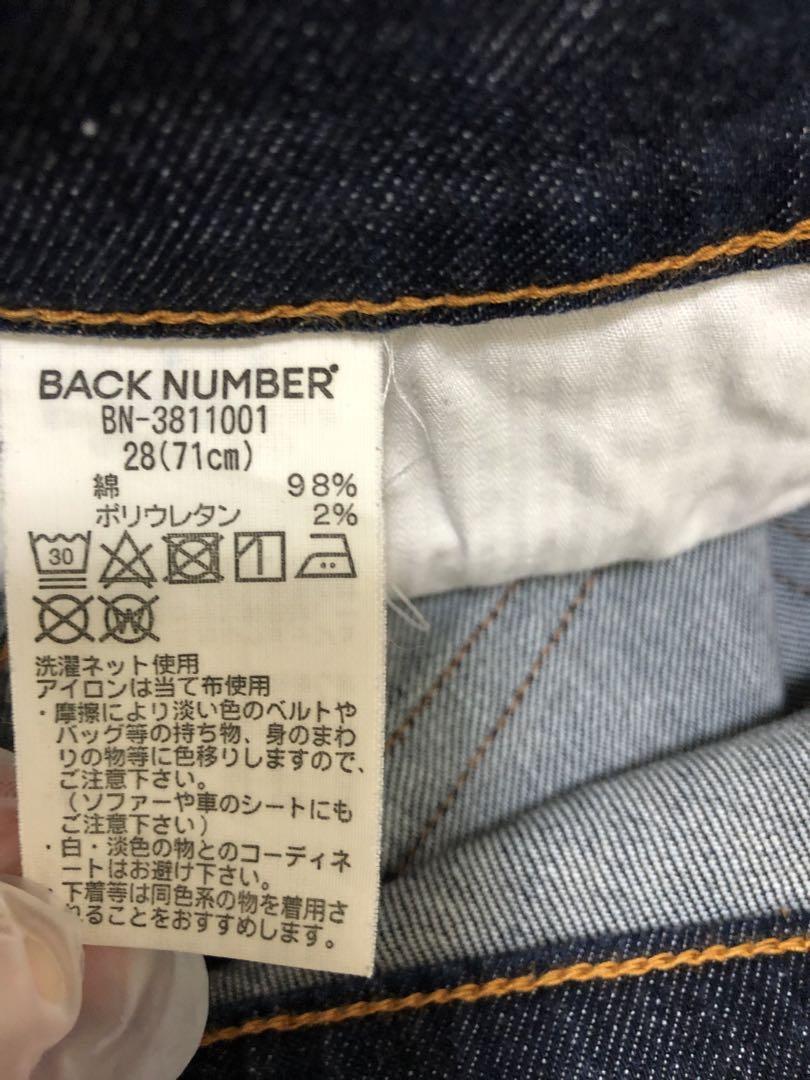 BACK NUMBER
BN-3811001
28(71cm)
綿 98%
ポリウレタン 2%
30
洗濯ネット使用
アイロンは当て布使用
・摩擦により淡い色のベルトや
バッグ等の持ち物、身のまわ
りの物等に色移りしますので、
ご注意下さい。
(ソファーや車のシートにも
ご注意下さい)
・白・淡色の物とのコーディネ
ートはお避け下さい。
・下着等は同色系の物を着用さ
れることをおすすめします。